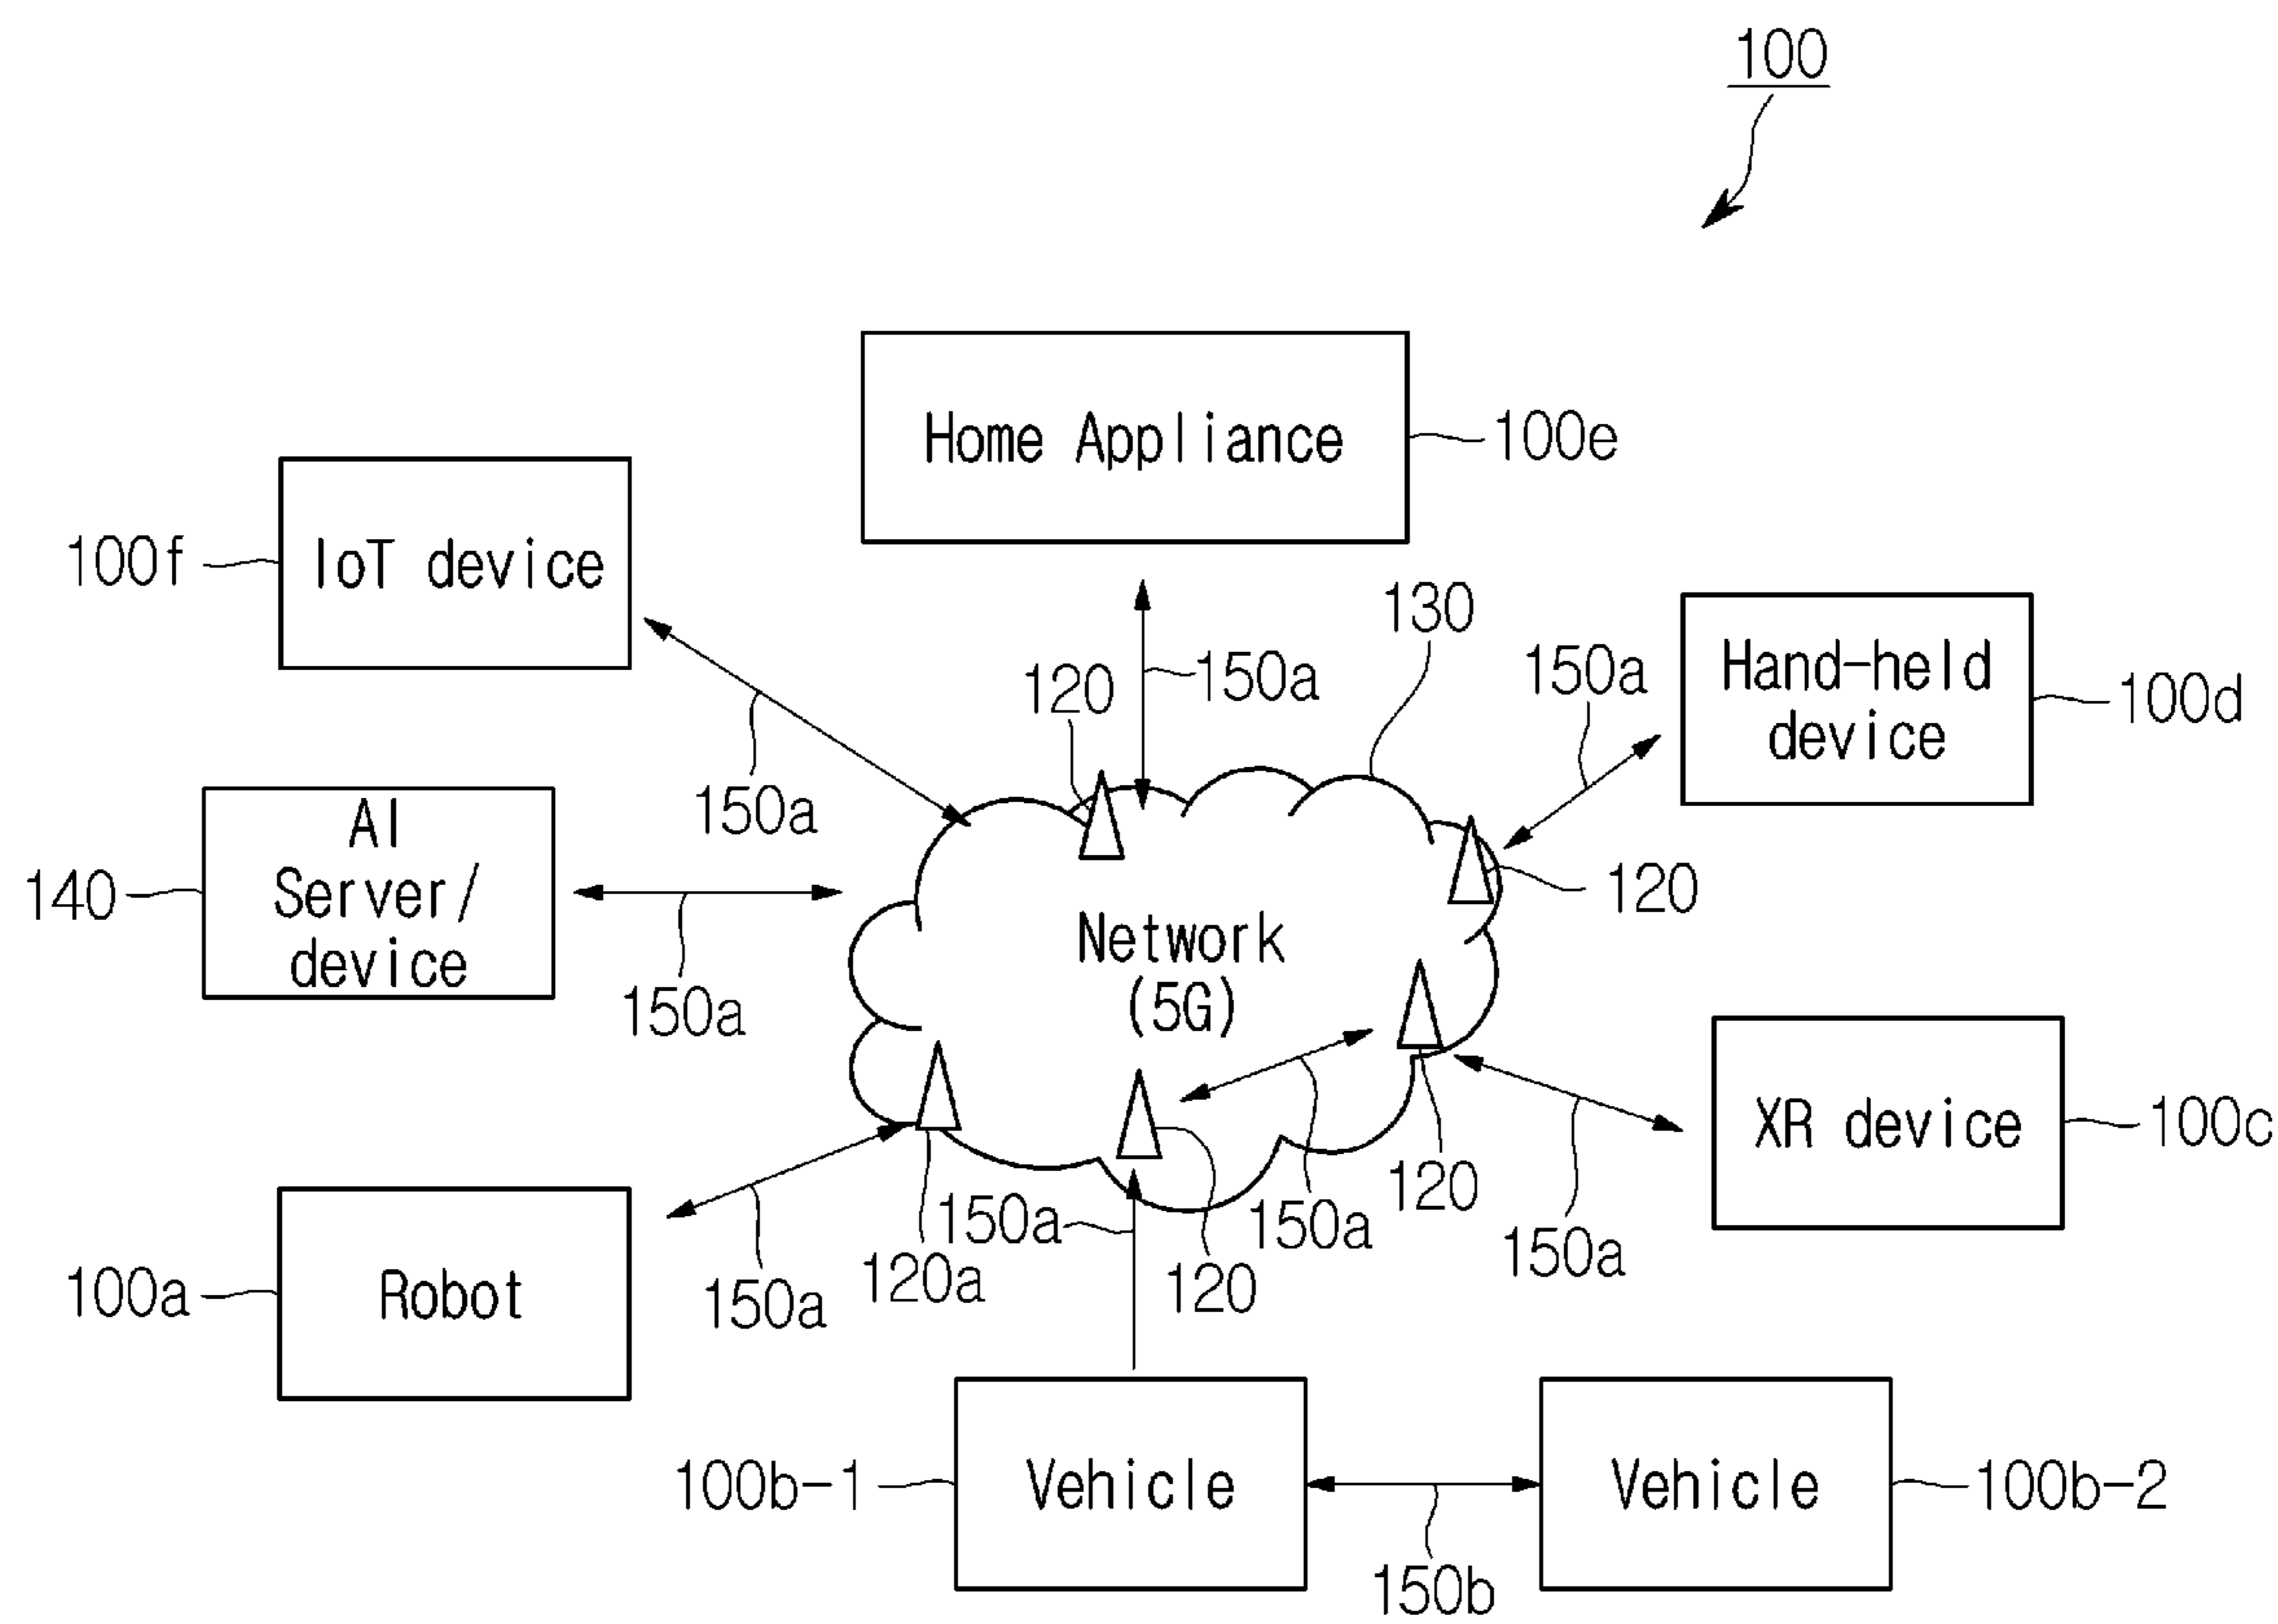 100
Home Appliance
100e
100f
IoT device
130
120
150a
150a
Hand-held
device
100d
150a
140
AI
Server/
device
150a
120
Network
(5G)
100a
Robot
150a
120a
150a
120
150a
120
150a
XR device
100c
100b-1
Vehicle
150b
Vehicle
100b-2